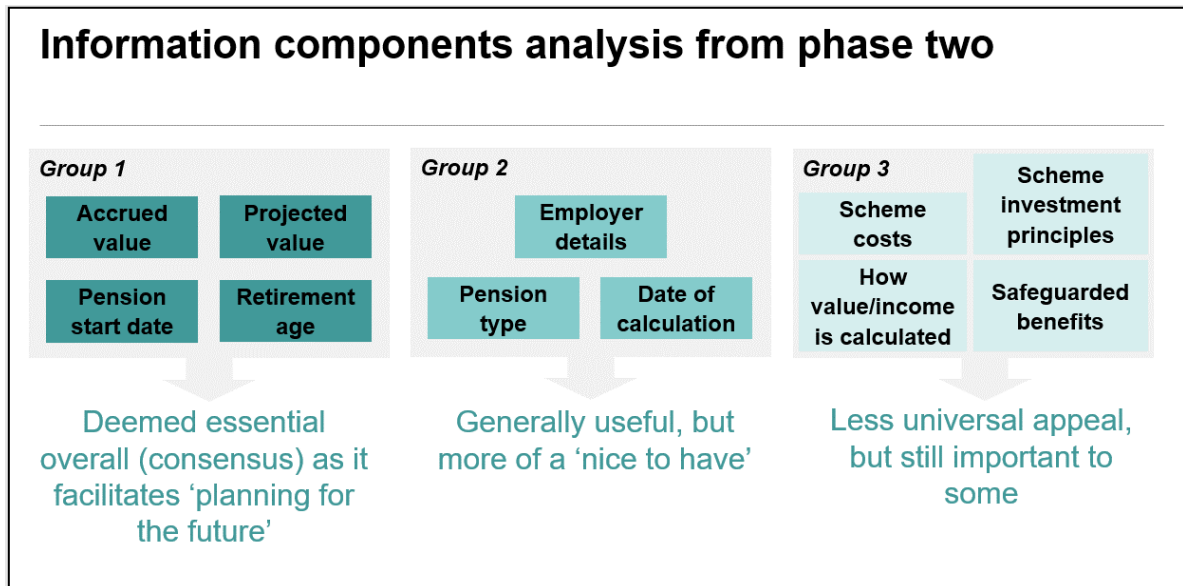 Information components analysis from phase two
Group 1
Accrued
value
Projected
value
Pension
start date
Retirement
age
Deemed essential
overall (consensus) as it
facilitates ‘planning for
the future’
Group 2
Employer
details
Pension
type
Date of
calculation
Generally useful, but
more of a ‘nice to have’
Group 3
Scheme
costs
Scheme
investment
principles
How
value/income
is calculated
Safeguarded
benefits
Less universal appeal,
but still important to
some